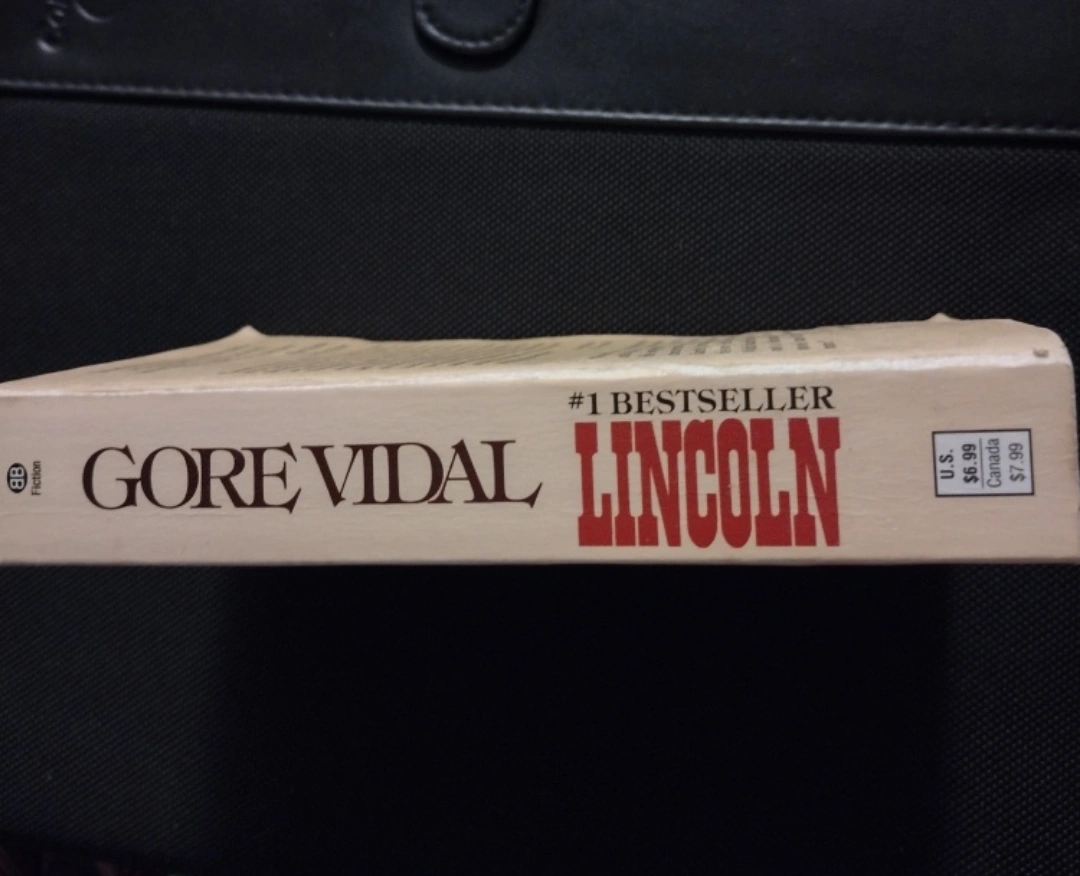 BB
Fiction
GORE VIDAL
#1 BESTSELLER
LINCOLN
U.S.
$6.99
Canada
$7.99